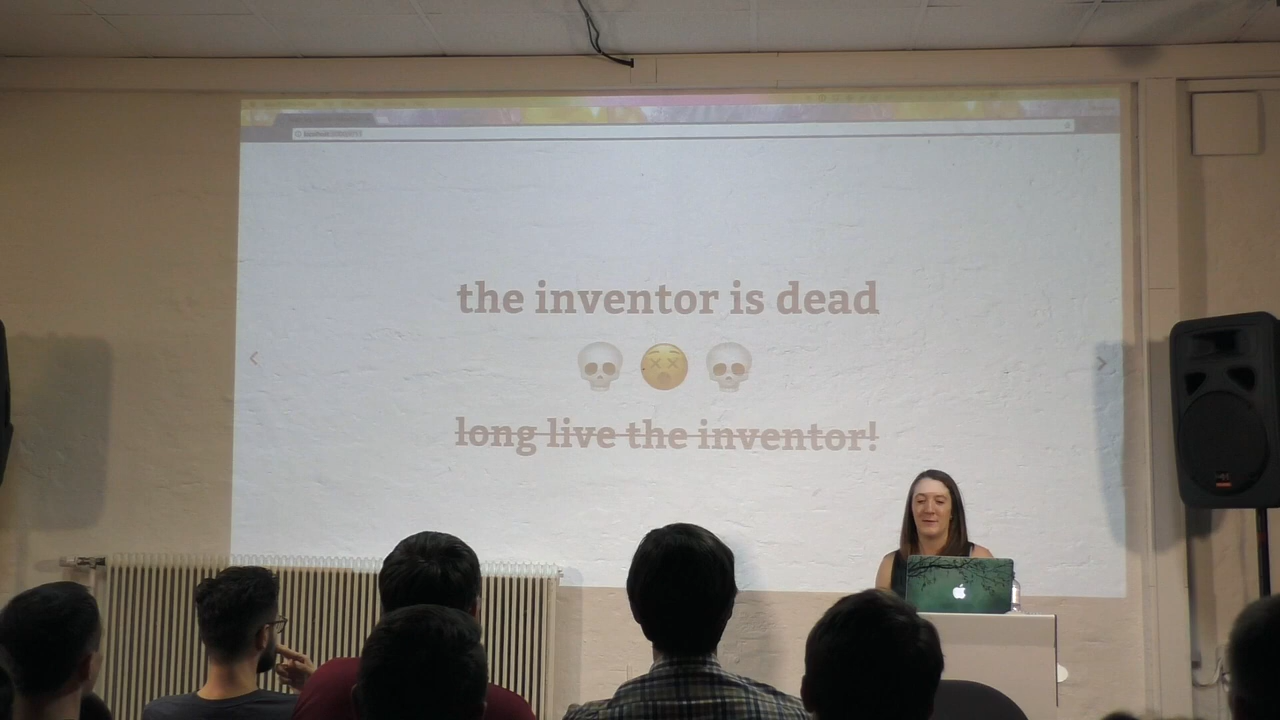 the inventor is dead
long live the inventor!